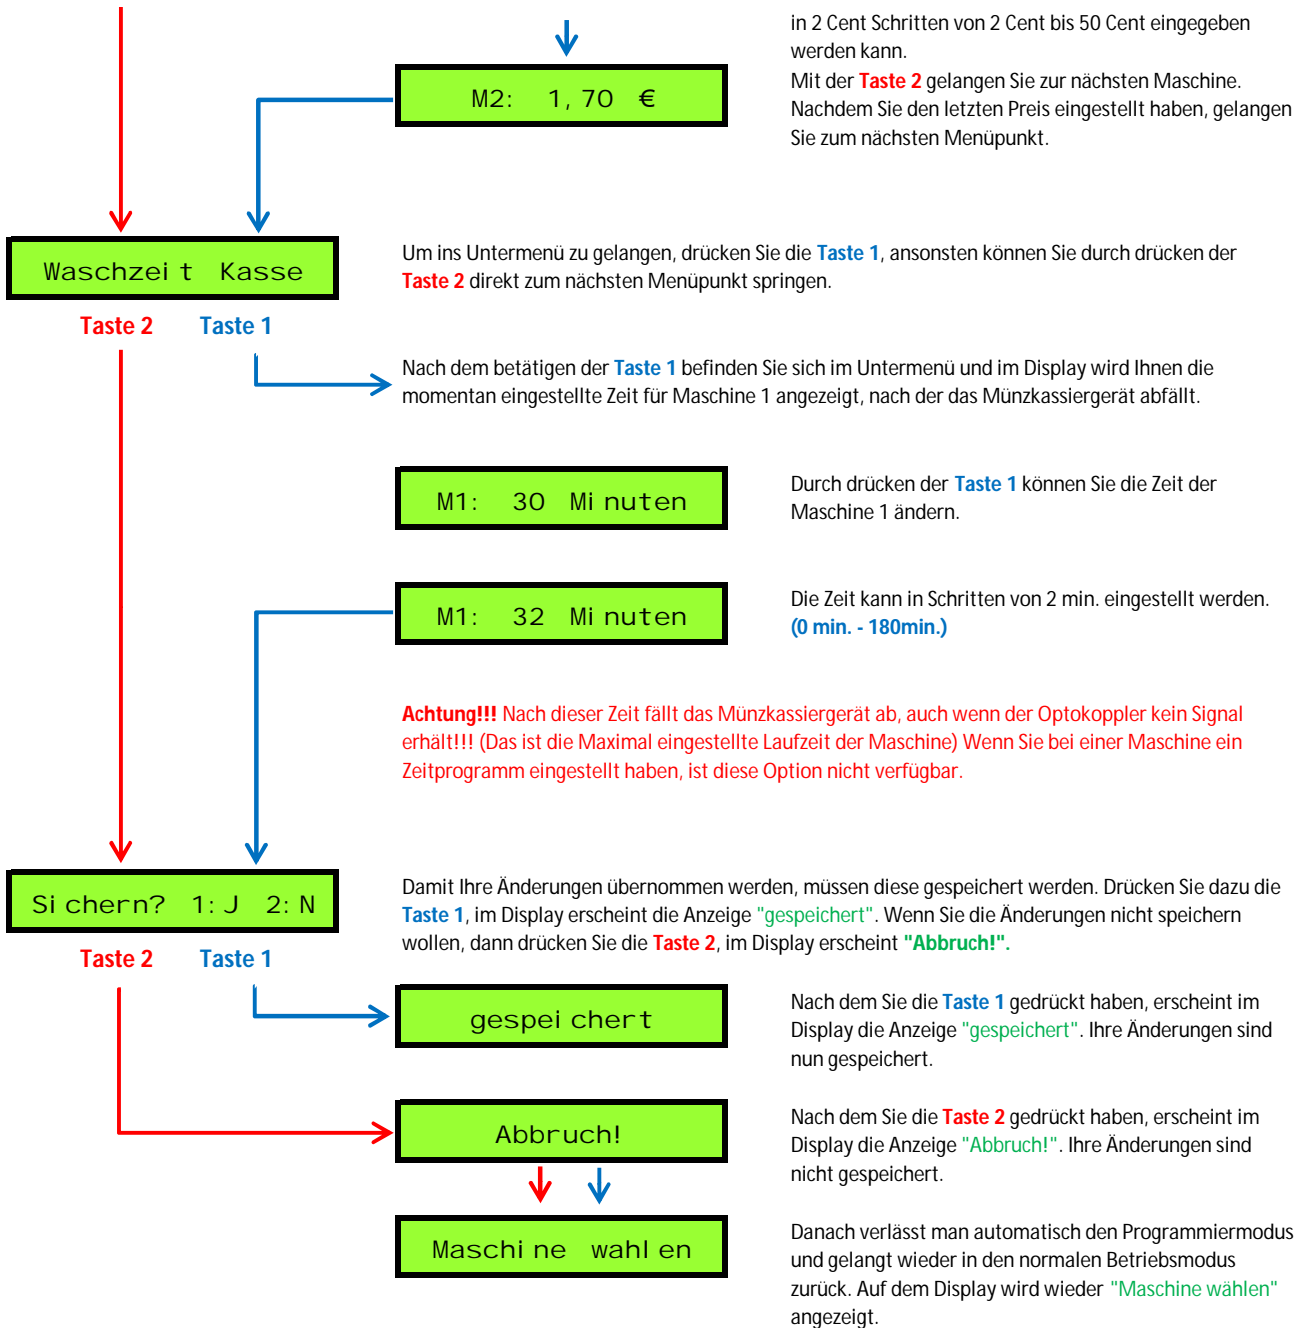 in 2 Cent Schritten von 2 Cent bis 50 Cent eingegeben
werden kann.
M2: 1,70 €
Mit der Taste 2 gelangen Sie zur nächsten Maschine.
Nachdem Sie den letzten Preis eingestellt haben, gelangen
Sie zum nächsten Menüpunkt.
Waschzeit Kasse
Taste 2 Taste 1
Um ins Untermenü zu gelangen, drücken Sie die Taste 1, ansonsten können Sie durch drücken der
Taste 2 direkt zum nächsten Menüpunkt springen.
Nach dem betätigen der Taste 1 befinden Sie sich im Untermenü und im Display wird Ihnen die
momentan eingestellte Zeit für Maschine 1 angezeigt, nach der das Münzkassiergerät abfällt.
M1: 30 Minuten
Durch drücken der Taste 1 können Sie die Zeit der
Maschine 1 ändern.
M1: 32 Minuten
Die Zeit kann in Schritten von 2 min. eingestellt werden.
(0 min. - 180min.)
Achtung!!! Nach dieser Zeit fällt das Münzkassiergerät ab, auch wenn der Optokoppler kein Signal
erhält!!! (Das ist die Maximal eingestellte Laufzeit der Maschine) Wenn Sie bei einer Maschine ein
Zeitprogramm eingestellt haben, ist diese Option nicht verfügbar.
Sichern? 1:J 2:N
Taste 2 Taste 1
Damit Ihre Änderungen übernommen werden, müssen diese gespeichert werden. Drücken Sie dazu die
Taste 1, im Display erscheint die Anzeige "gespeichert". Wenn Sie die Änderungen nicht speichern
wollen, dann drücken Sie die Taste 2, im Display erscheint "Abbruch!".
gespeichert
Nach dem Sie die Taste 1 gedrückt haben, erscheint im
Display die Anzeige "gespeichert". Ihre Änderungen sind
nun gespeichert.
Abbruch!
Nach dem Sie die Taste 2 gedrückt haben, erscheint im
Display die Anzeige "Abbruch!". Ihre Änderungen sind
nicht gespeichert.
Maschine wahlen
Danach verlässt man automatisch den Programmiermodus
und gelangt wieder in den normalen Betriebsmodus
zurück. Auf dem Display wird wieder "Maschine wählen"
angezeigt.